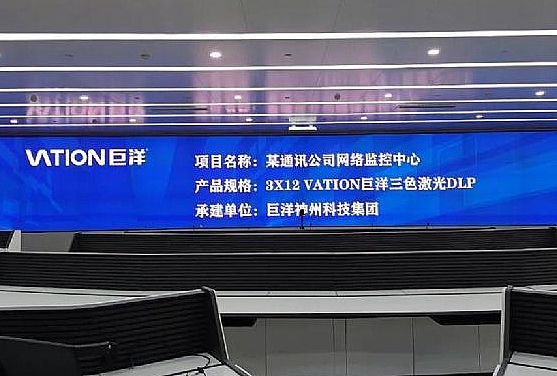 VATION巨洋
项目名称：某通讯公司网络监控中心
产品规格：3X12 VATION巨洋三色激光DLP
承建单位：巨洋神州科技集团